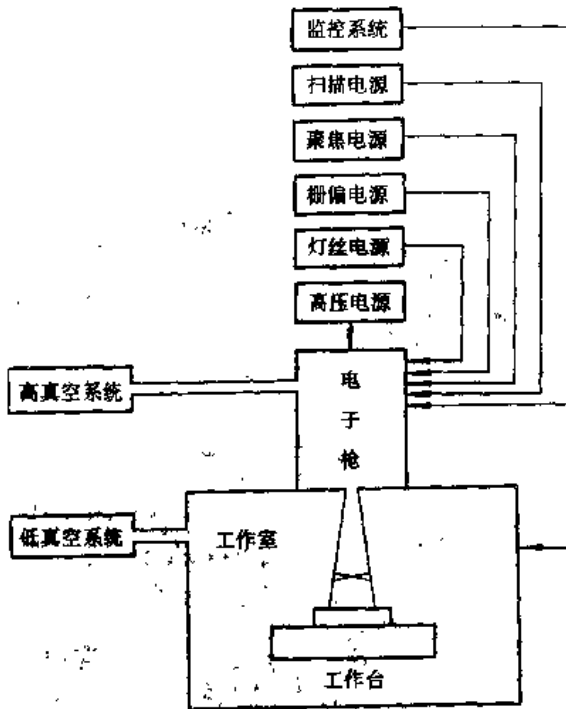 监控系统
扫描电源
聚焦电源
栅偏电源
灯丝电源
高压电源
高真空系统
电
子
枪
低真空系统
工作室
工作台